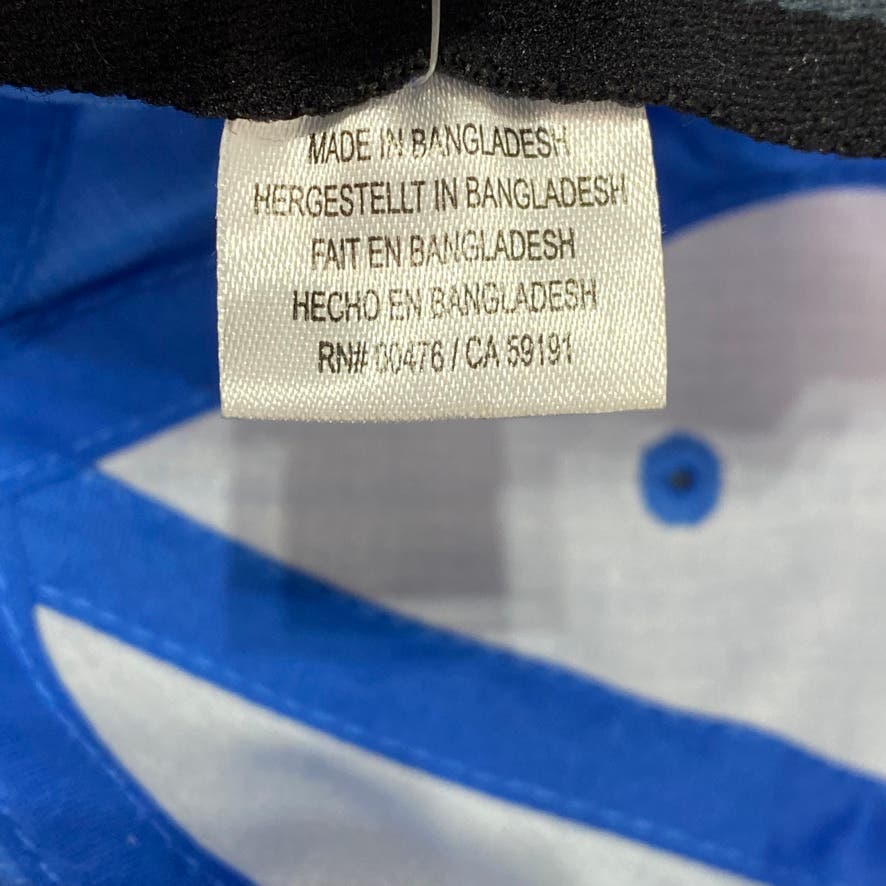 MADE IN BANGLADESH
HERGESTELLT IN BANGLADESH
FAIT EN BANGLADESH
HECHO EN BANGLADESH
RN# 00476 / CA 59191